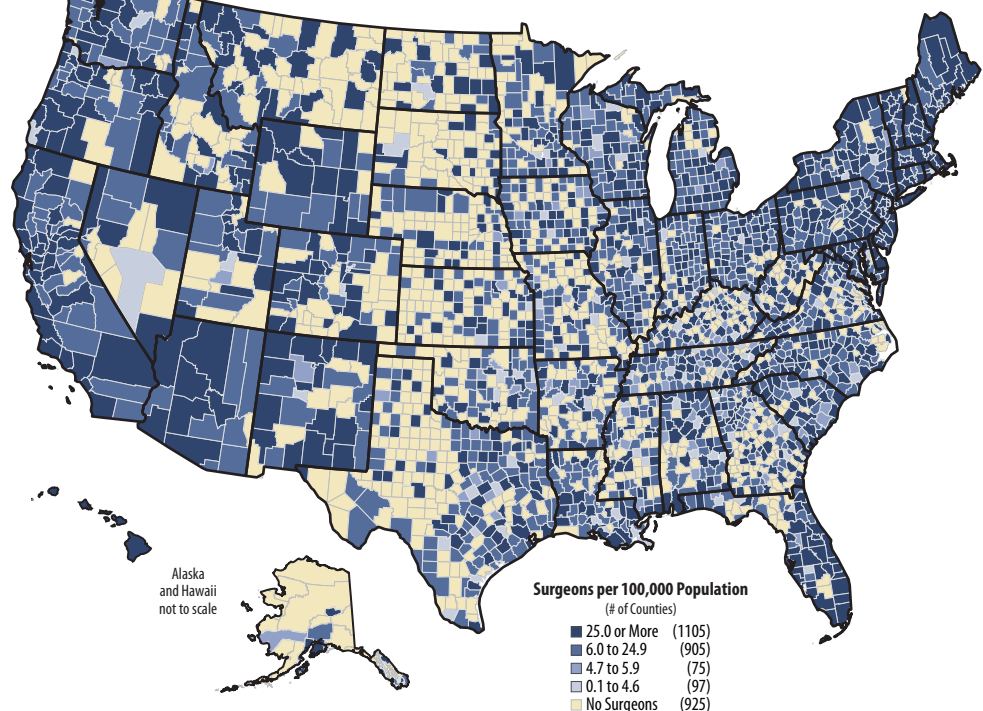 Alaska
and Hawaii
not to scale
Surgeons per 100,000 Population
(# of Counties)
25.0 or More (1105)
6.0 to 24.9 (905)
4.7 to 5.9 (75)
0.1 to 4.6 (97)
No Surgeons (925)